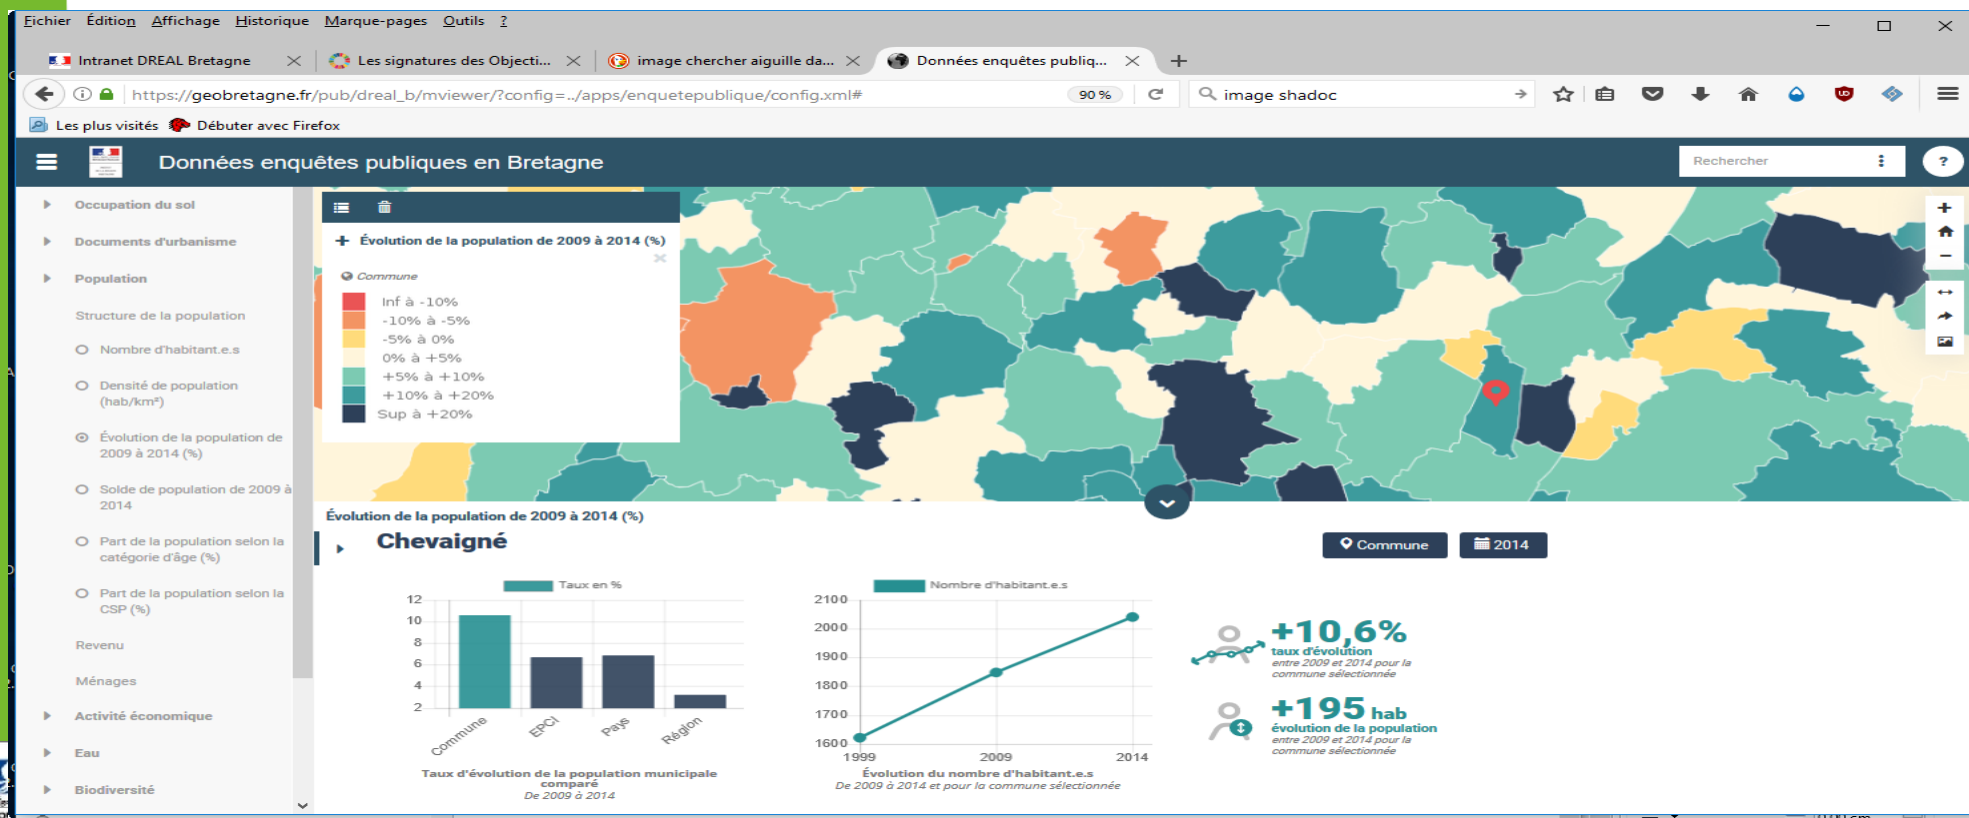 Fichier Édition Affichage Historique Marque-pages Outils ?
Intranet DREAL Bretagne
Les signatures des Objecti...
image chercher aiguille da...
Données enquêtes publiq...
https://geobretagne.fr/pub/dreal_b/mviewer/?config=../apps/enquetepublique/config.xml#
90 %
image shadoc
Les plus visités Débuter avec Firefox
Données enquêtes publiques en Bretagne
Rechercher
?
Occupation du sol
Documents d'urbanisme
Population
Structure de la population
Nombre d'habitant.e.s
Densité de population
(hab/km²)
Évolution de la population de
2009 à 2014 (%)
Solde de population de 2009 à
2014
Part de la population selon la
catégorie d'âge (%)
Part de la population selon la
CSP (%)
Revenu
Ménages
Activité économique
Eau
Biodiversité
Évolution de la population de 2009 à 2014 (%)
Commune
Inf à -10%
-10% à -5%
-5% à 0%
0% à +5%
+5% à +10%
+10% à +20%
Sup à +20%
Évolution de la population de 2009 à 2014 (%)
Chevaigné
Commune
2014
Taux en %
12
10
8
6
4
2
Commune
EPCI
Pays
Région
Taux d'évolution de la population municipale
comparé
De 2009 à 2014
Nombre d'habitant.e.s
2100
2000
1900
1800
1700
1600
1999
2009
2014
Évolution du nombre d'habitant.e.s
De 2009 à 2014 et pour la commune sélectionnée
+10,6%
taux d'évolution
entre 2009 et 2014 pour la
commune sélectionnée
+195 hab
évolution de la population
entre 2009 et 2014 pour la
commune sélectionnée